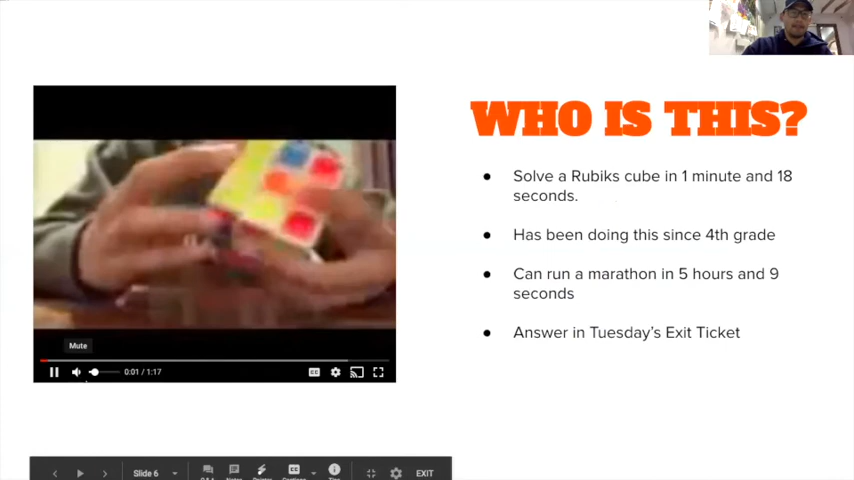 WHO IS THIS?
Solve a Rubiks cube in 1 minute and 18
seconds.
Has been doing this since 4th grade
Can run a marathon in 5 hours and 9
seconds
Answer in Tuesday's Exit Ticket
Mute
0:01 / 1:17
CC
Slide 6
Notes
Pointer
Captions
EXIT